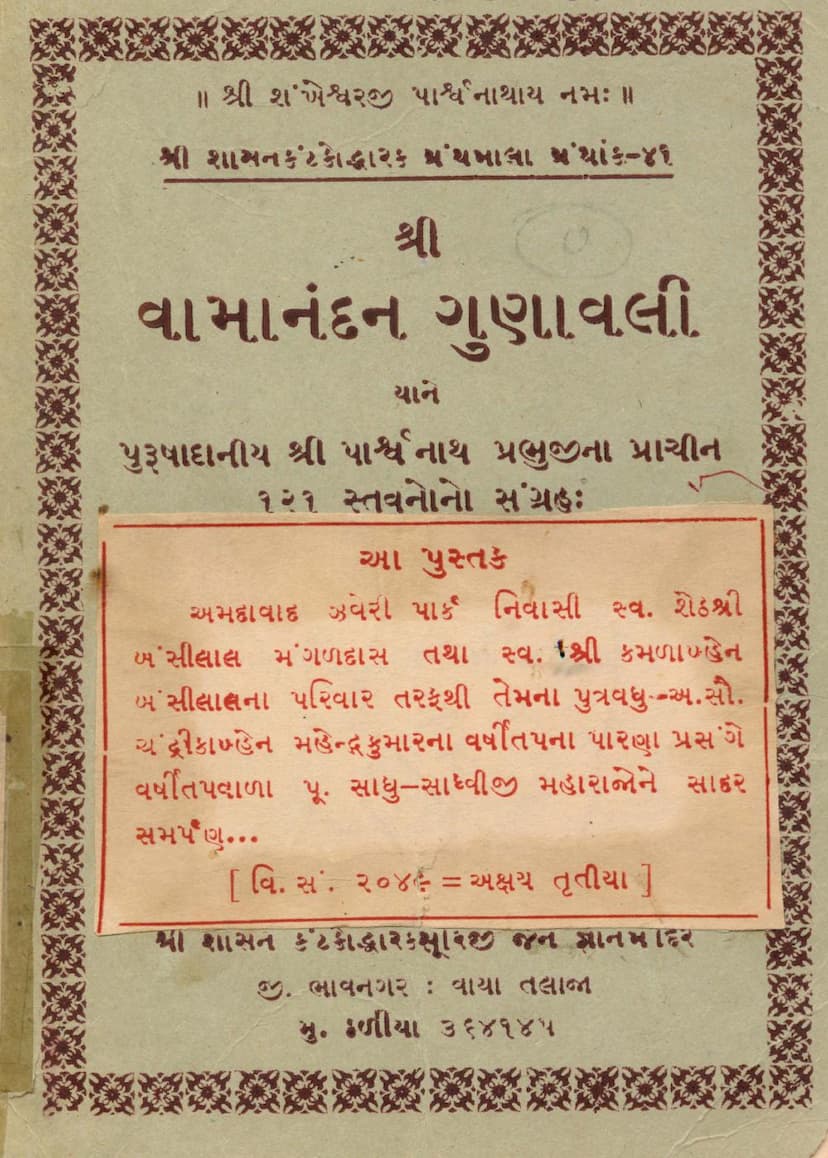 ॥ શ્રી શંખેશ્વરજી પાર્શ્વનાથાય નમઃ ॥
શ્રી શાસનકંટકોદ્ધારક ગ્રંથમાલા ગ્રંથાંક-૪૧
શ્રી
વામાનંદન ગુણાવલી
યાને
પુરૂષાદાનીય શ્રી પાર્શ્વનાથ પ્રભુજીના પ્રાચીન
૧૨૧ સ્તવનોનો સંગ્રહઃ
આ પુસ્તક
અમદાવાદ ઝવેરી પાર્ક નિવાસી સ્વ. શેઠશ્રી
બંસીલાલ મંગળદાસ તથા સ્વ. શ્રી કમળાબ્હેન
બંસીલાલના પરિવાર તરફથી તેમના પુત્રવધુ-અ.સૌ.
ચંદ્રીકાબ્હેન મહેન્દ્રકુમારના વર્ષીતપના પારણા પ્રસંગે
વર્ષીતપવાળા પૂ. સાધુ-સાધ્વીજી મહારાજોને સાદર
સમર્પણ...
[ વિ. સં. ૨૦૪૯ = અક્ષય તૃતીયા ]
શ્રી શાસન કંટકોદ્ધારકસૂરિજી જૈન જ્ઞાનમંદિર
જી. ભાવનગર : વાયા તલાજા
મુ. ઠળીયા ૩૬૪૧૪૫